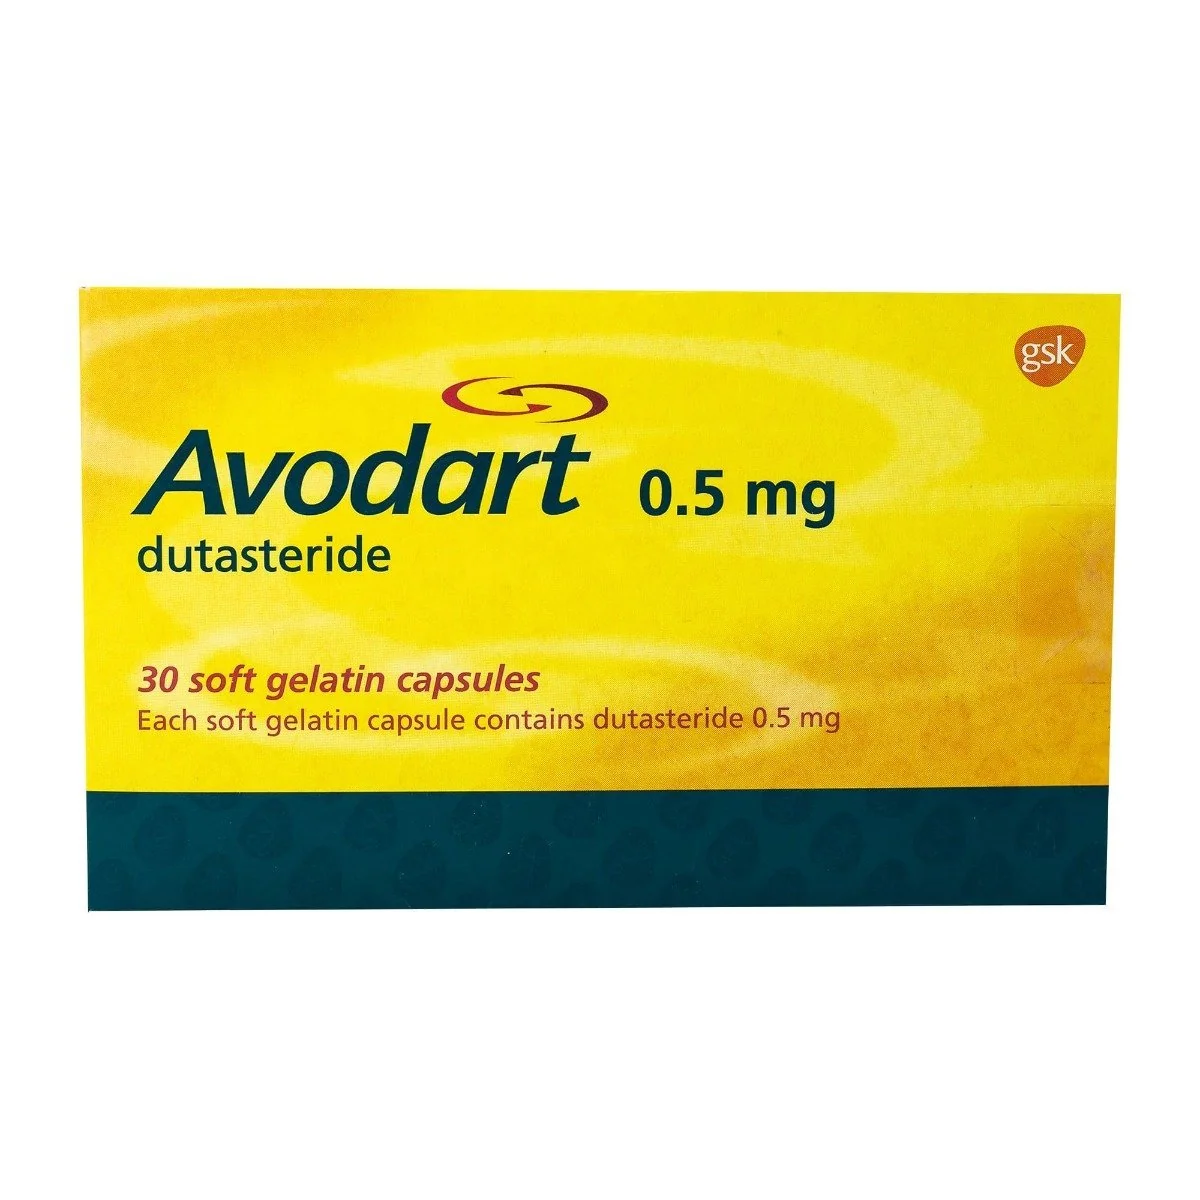 gsk
Avodart 0.5 mg
dutasteride
30 soft gelatin capsules
Each soft gelatin capsule contains dutasteride 0.5 mg